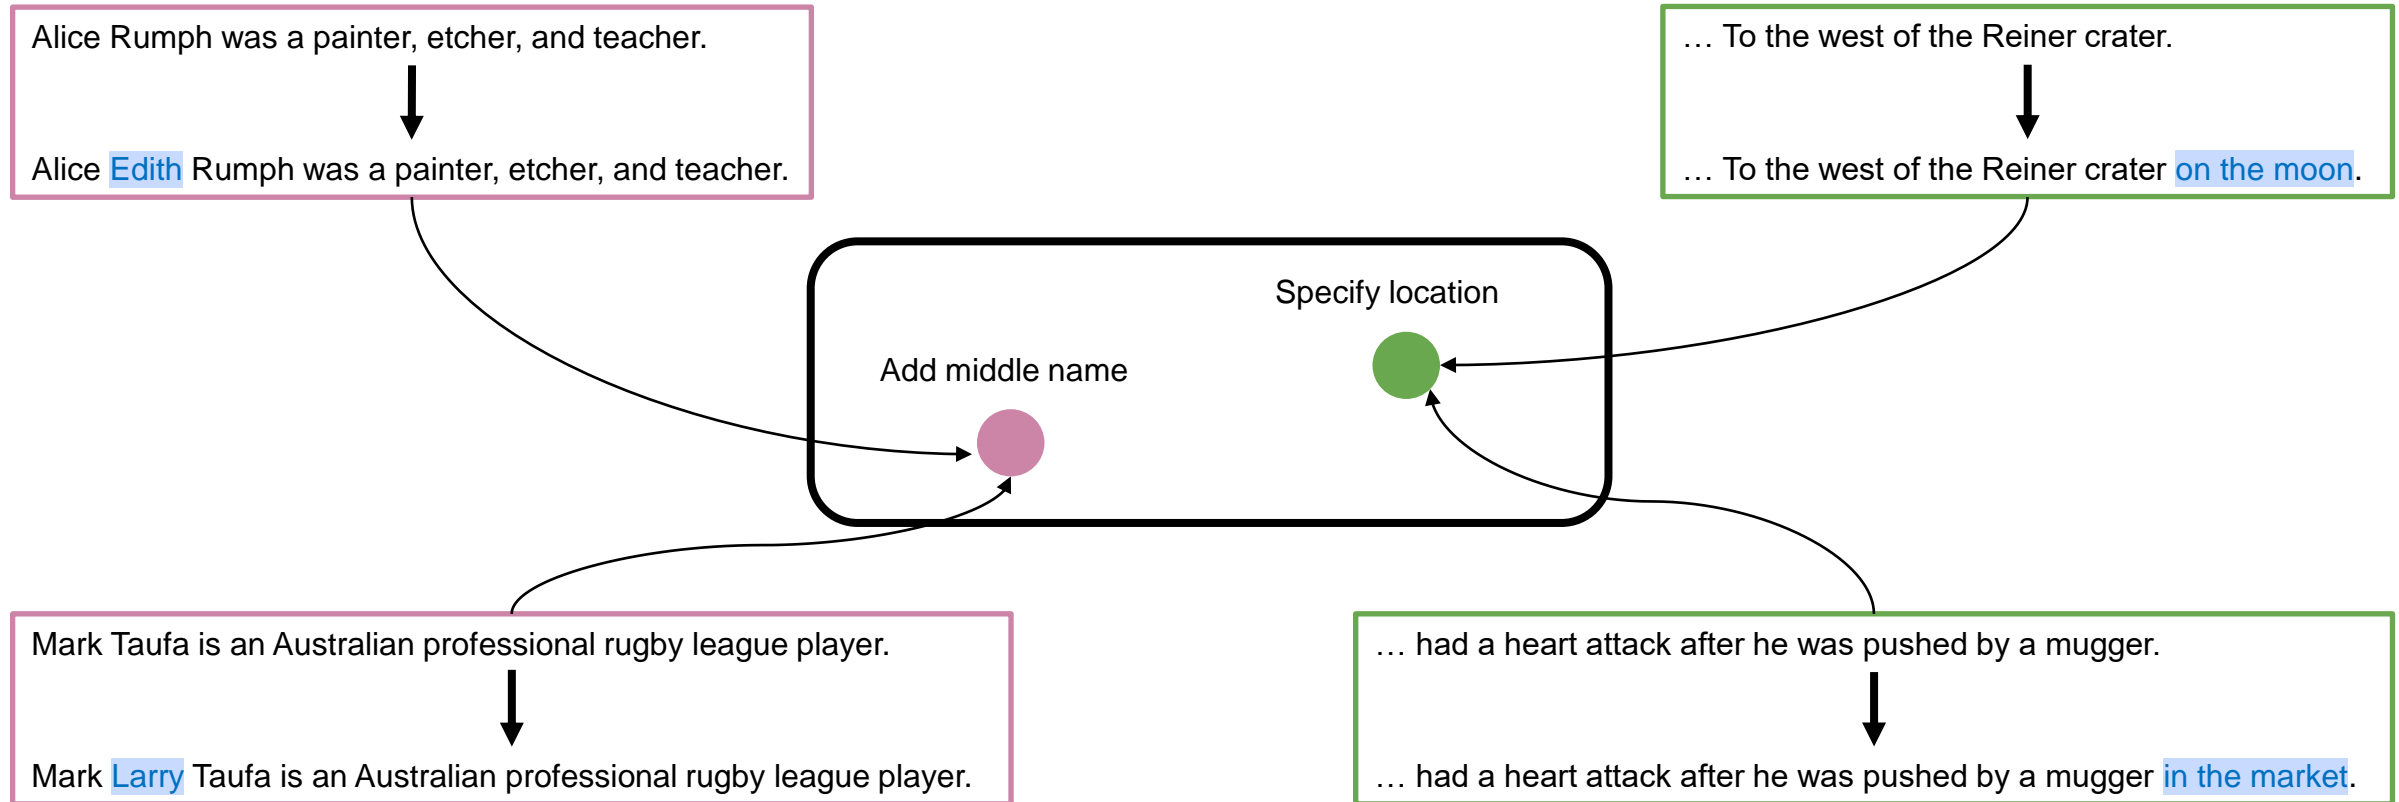 Alice Rumph was a painter, etcher, and teacher.
Alice Edith Rumph was a painter, etcher, and teacher.
… To the west of the Reiner crater.
… To the west of the Reiner crater on the moon.
Specify location
Add middle name
Mark Taufa is an Australian professional rugby league player.
Mark Larry Taufa is an Australian professional rugby league player.
… had a heart attack after he was pushed by a mugger.
… had a heart attack after he was pushed by a mugger in the market.